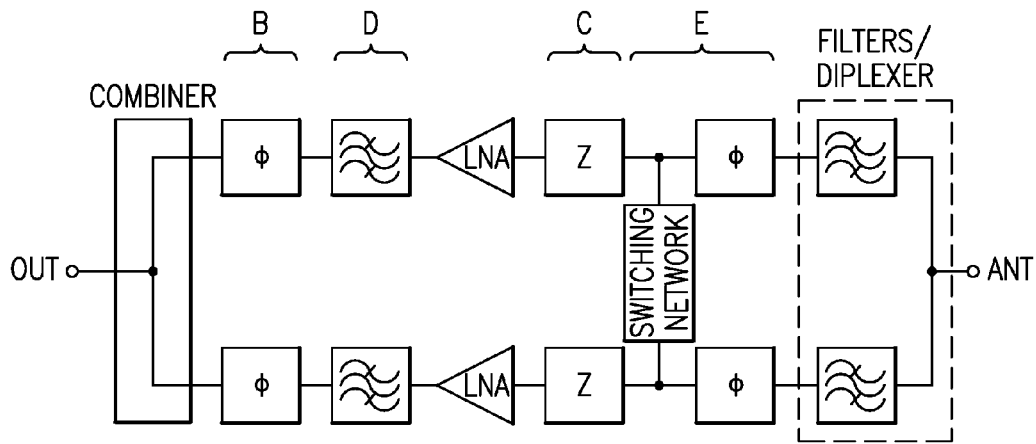 B
D
C
E
FILTERS/
DIPLEXER
COMBINER
ϕ
LNA
Z
ϕ
OUT
SWITCHING
NETWORK
ANT
ϕ
LNA
Z
ϕ